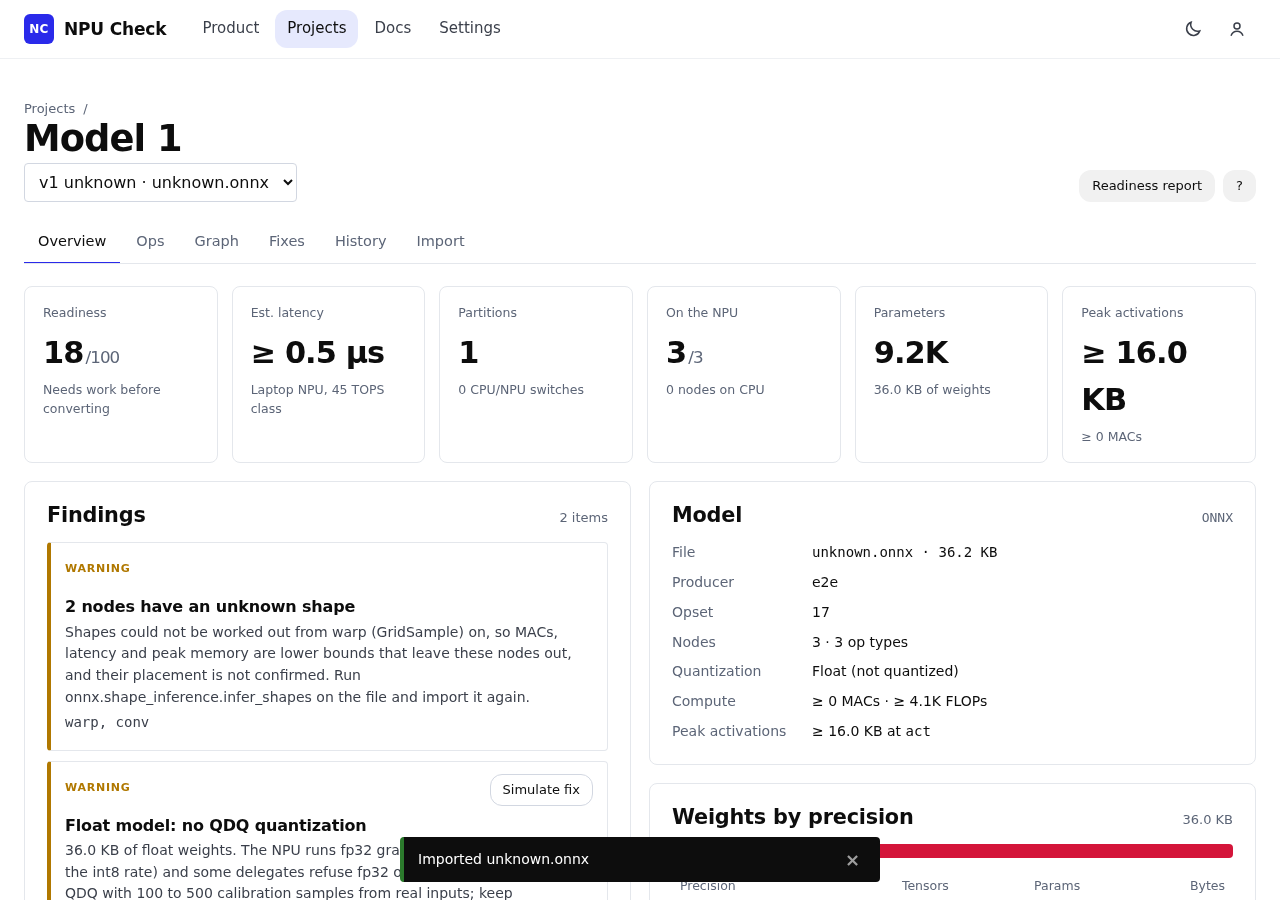 NC NPU Check Product Projects Docs Settings
Projects /
Model 1
v1 unknown · unknown.onnx
Readiness report ?
Overview Ops Graph Fixes History Import
Readiness
18/100
Needs work before
converting
Est. latency
≥ 0.5 µs
Laptop NPU, 45 TOPS
class
Partitions
1
0 CPU/NPU switches
On the NPU
3/3
0 nodes on CPU
Parameters
9.2K
36.0 KB of weights
Peak activations
≥ 16.0
KB
≥ 0 MACs
Findings 2 items
WARNING
2 nodes have an unknown shape
Shapes could not be worked out from warp (GridSample) on, so MACs,
latency and peak memory are lower bounds that leave these nodes out,
and their placement is not confirmed. Run
onnx.shape_inference.infer_shapes on the file and import it again.
warp, conv
WARNING
Simulate fix
Float model: no QDQ quantization
36.0 KB of float weights. The NPU runs fp32
the int8 rate) and some delegates refuse fp32
QDQ with 100 to 500 calibration samples from real inputs; keep
Model ONNX
File unknown.onnx · 36.2 KB
Producer e2e
Opset 17
Nodes 3 · 3 op types
Quantization Float (not quantized)
Compute ≥ 0 MACs · ≥ 4.1K FLOPs
Peak activations ≥ 16.0 KB at act
Weights by precision 36.0 KB
Precision Tensors Params Bytes
Imported unknown.onnx ×